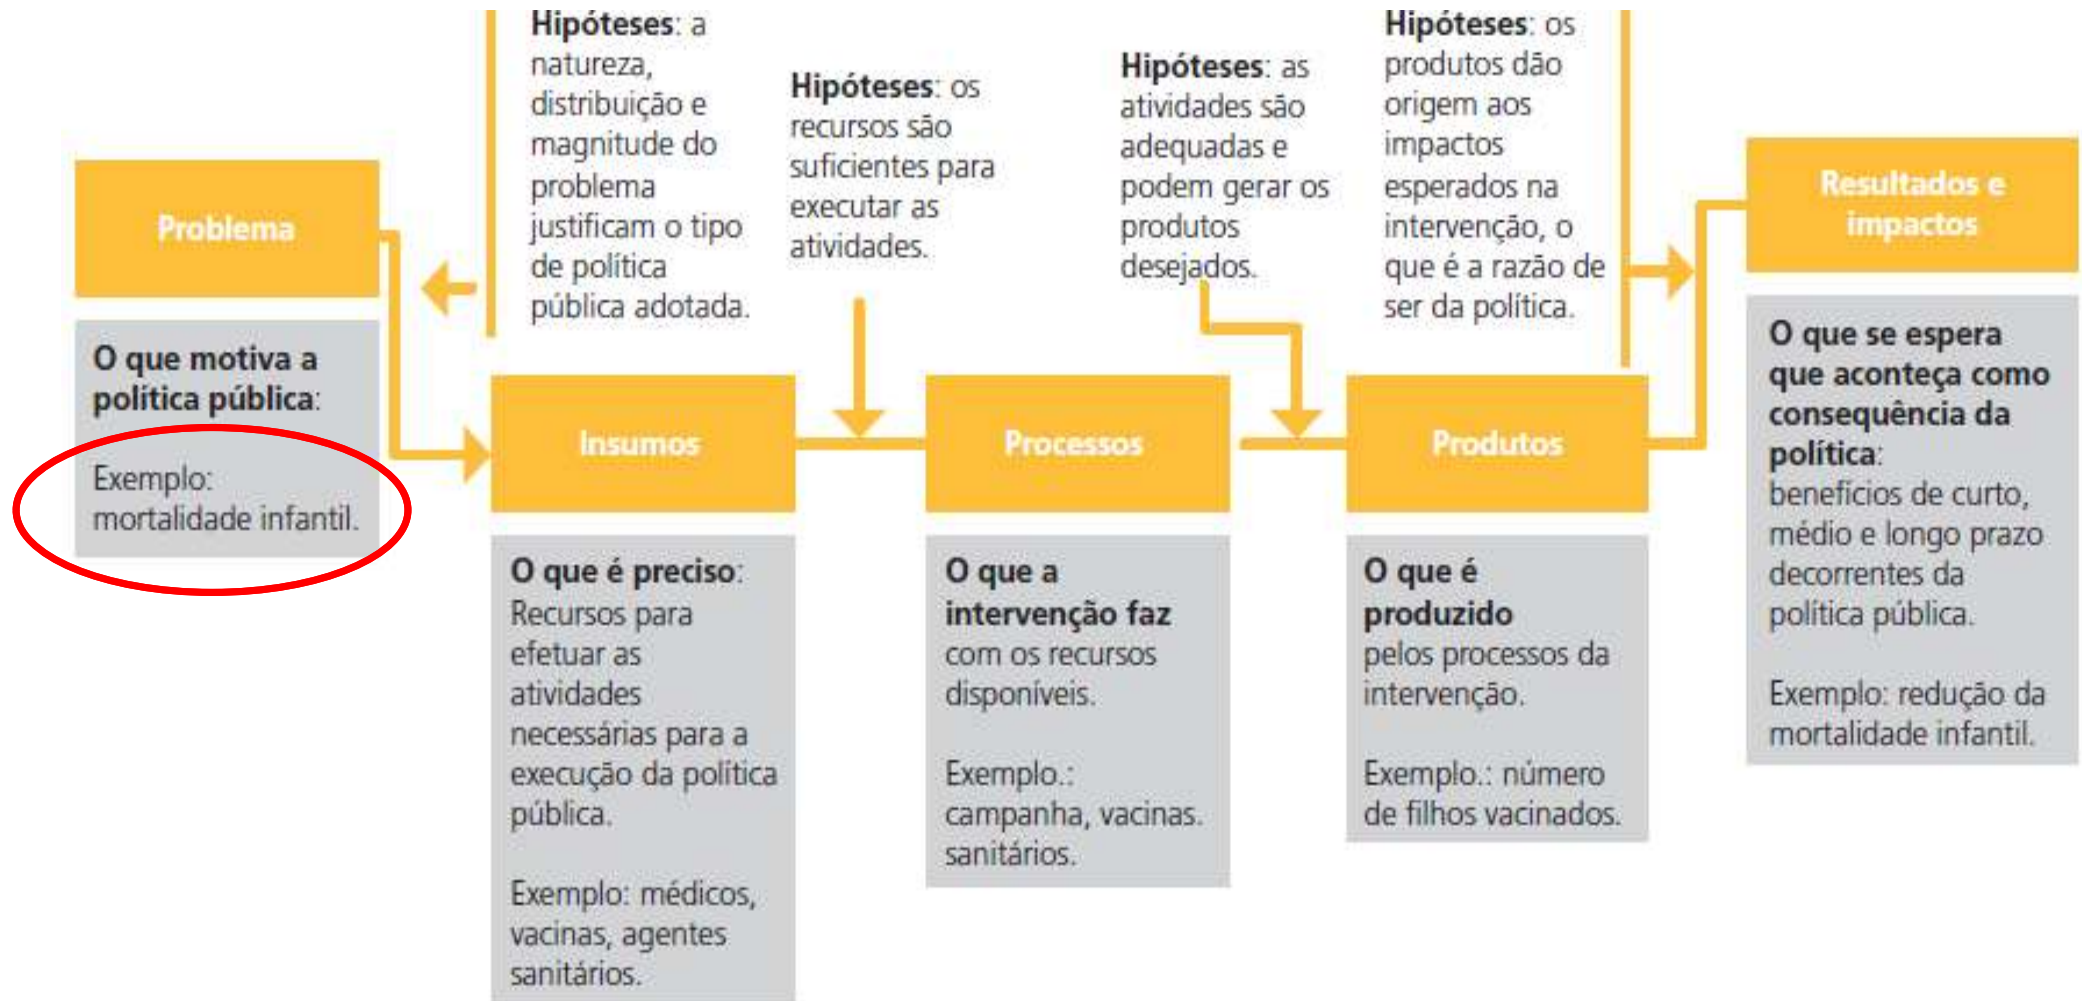 Hipóteses: a
natureza,
distribuição e
magnitude do
problema
justificam o tipo
de política
pública adotada.
Hipóteses: os
recursos são
suficientes para
executar as
atividades.
Hipóteses: as
atividades são
adequadas e
podem gerar os
produtos
desejados.
Hipóteses: os
produtos dão
origem aos
impactos
esperados na
intervenção, o
que é a razão de
ser da política.
Problema
O que motiva a
política pública:
Exemplo:
mortalidade infantil.
Insumos
O que é preciso:
Recursos para
efetuar as
atividades
necessárias para a
execução da política
pública.
Exemplo: médicos,
vacinas, agentes
sanitários.
Processos
O que a
intervenção faz
com os recursos
disponíveis.
Exemplo.:
campanha, vacinas.
sanitários.
Produtos
O que é
produzido
pelos processos da
intervenção.
Exemplo.: número
de filhos vacinados.
Resultados e
impactos
O que se espera
que aconteça como
consequência da
política:
benefícios de curto,
médio e longo prazo
decorrentes da
política pública.
Exemplo: redução da
mortalidade infantil.